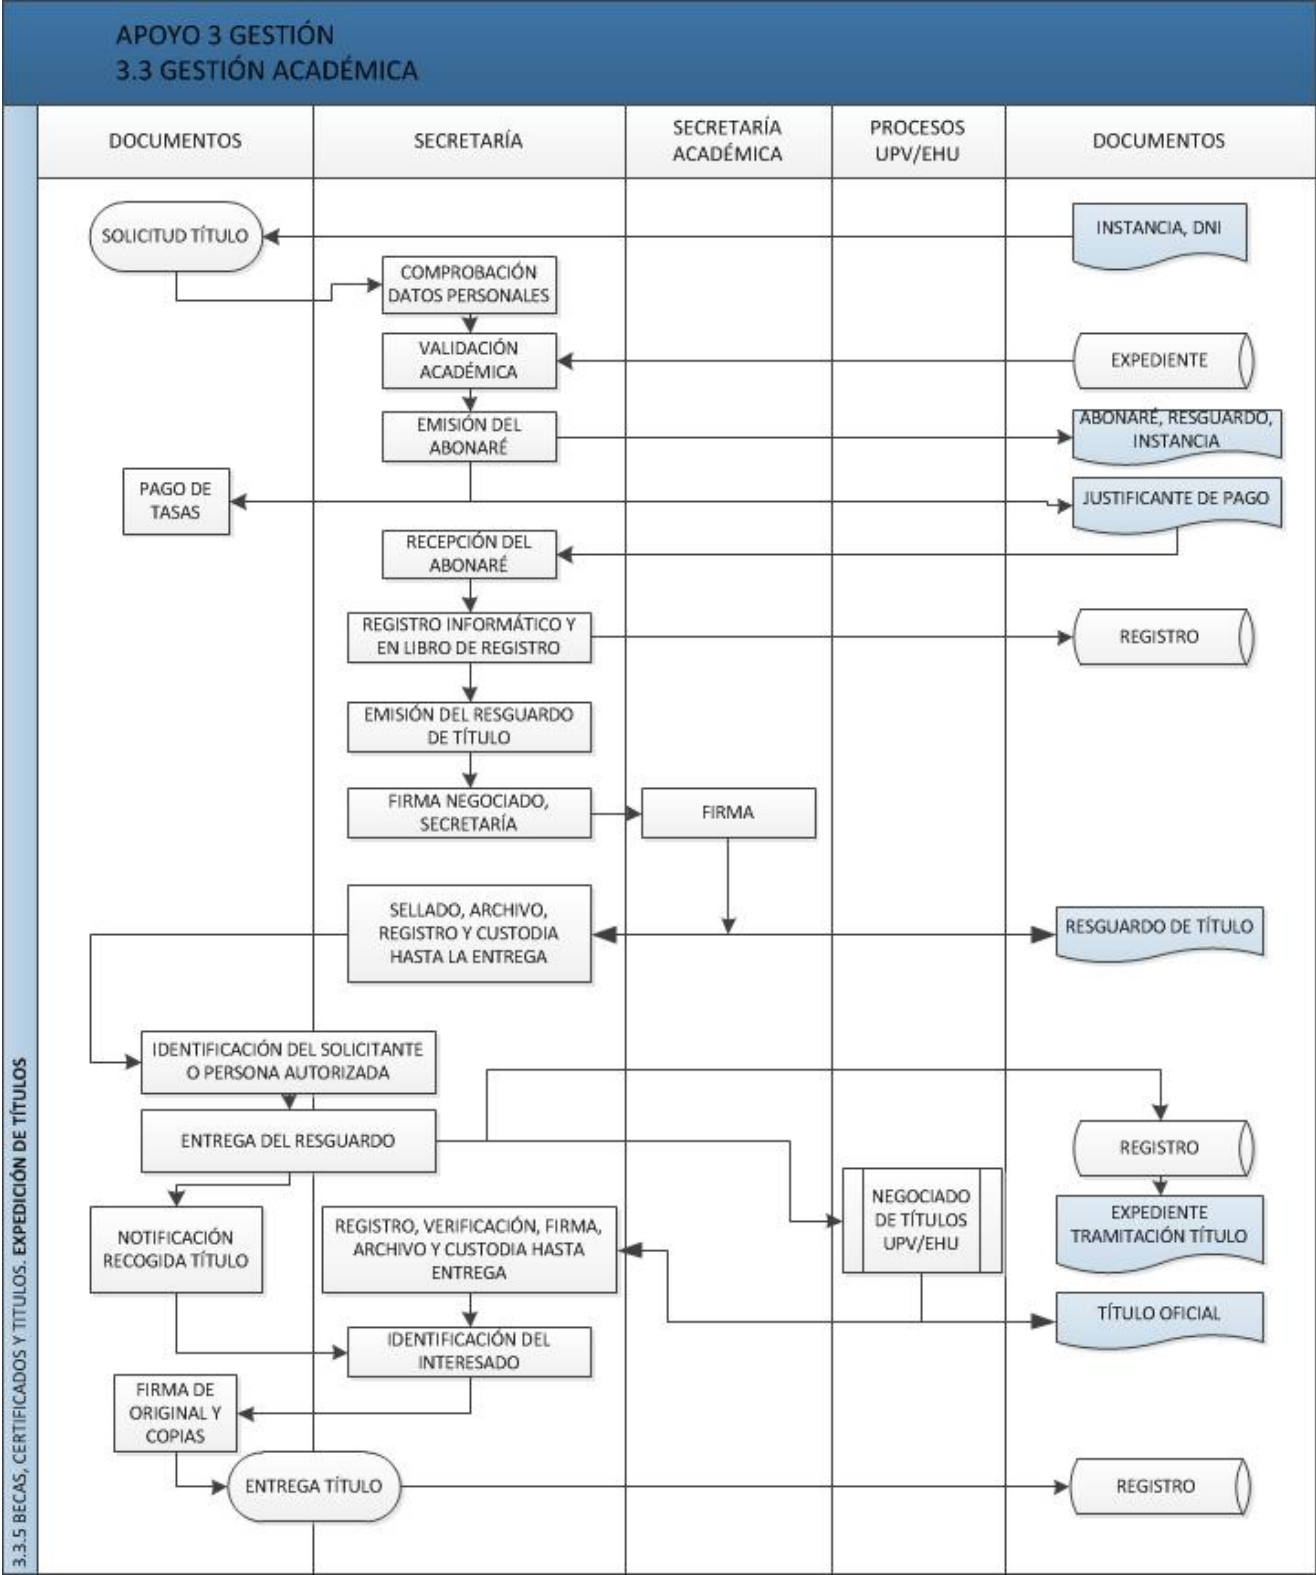 APOYO 3 GESTIÓN
3.3 GESTIÓN ACADÉMICA
3.3.5 BECAS, CERTIFICADOS Y TITULOS. EXPEDICIÓN DE TÍTULOS
DOCUMENTOS
SECRETARÍA
SECRETARÍA
ACADÉMICA
PROCESOS
UPV/EHU
DOCUMENTOS
SOLICITUD TÍTULO
INSTANCIA, DNI
COMPROBACIÓN
DATOS PERSONALES
VALIDACIÓN
ACADÉMICA
EXPEDIENTE
EMISIÓN DEL
ABONARÉ
ABONARÉ, RESGUARDO,
INSTANCIA
PAGO DE
TASAS
JUSTIFICANTE DE PAGO
RECEPCIÓN DEL
ABONARÉ
REGISTRO INFORMÁTICO Y
EN LIBRO DE REGISTRO
REGISTRO
EMISIÓN DEL RESGUARDO
DE TÍTULO
FIRMA NEGOCIADO,
SECRETARÍA
FIRMA
SELLADO, ARCHIVO,
REGISTRO Y CUSTODIA
HASTA LA ENTREGA
RESGUARDO DE TÍTULO
IDENTIFICACIÓN DEL SOLICITANTE
O PERSONA AUTORIZADA
ENTREGA DEL RESGUARDO
REGISTRO
NEGOCIADO
DE TÍTULOS
UPV/EHU
EXPEDIENTE
TRAMITACIÓN TÍTULO
NOTIFICACIÓN
RECOGIDA TÍTULO
REGISTRO, VERIFICACIÓN, FIRMA,
ARCHIVO Y CUSTODIA HASTA
ENTREGA
TÍTULO OFICIAL
IDENTIFICACIÓN DEL
INTERESADO
FIRMA DE
ORIGINAL Y
COPIAS
ENTREGA TÍTULO
REGISTRO